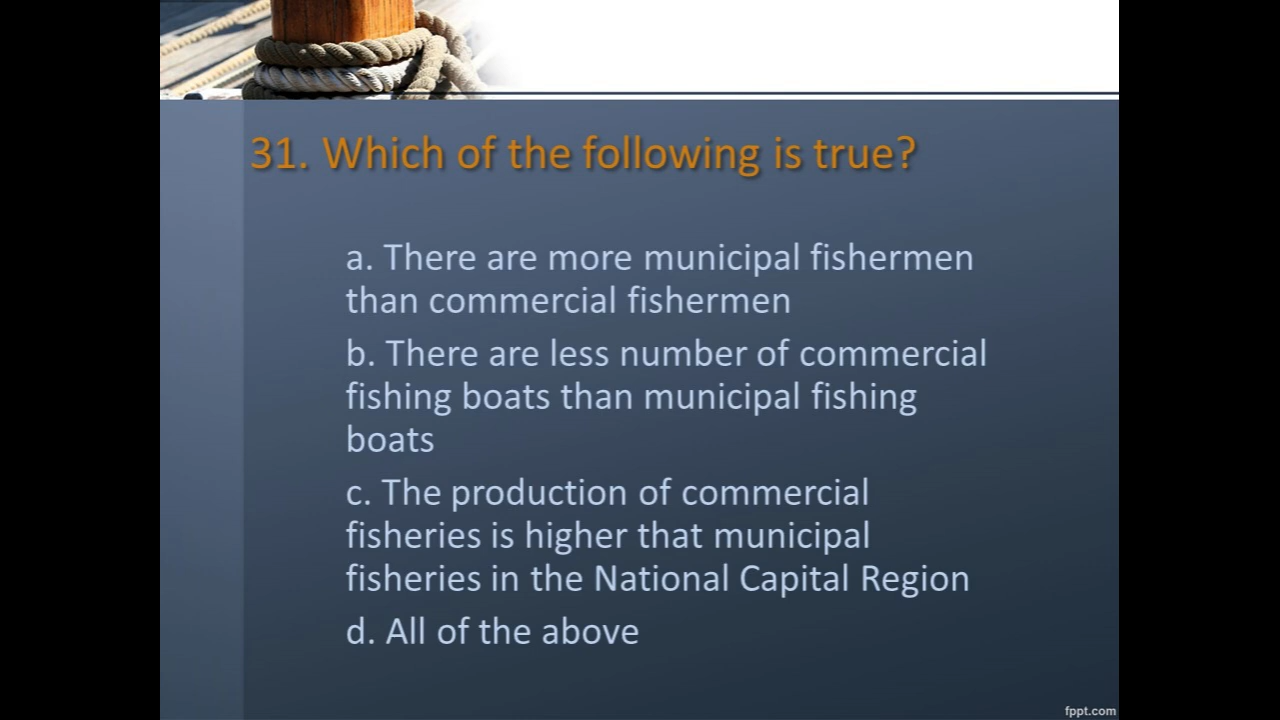 31. Which of the following is true?
a. There are more municipal fishermen
than commercial fishermen
b. There are less number of commercial
fishing boats than municipal fishing
boats
c. The production of commercial
fisheries is higher that municipal
fisheries in the National Capital Region
d. All of the above
fppt.com